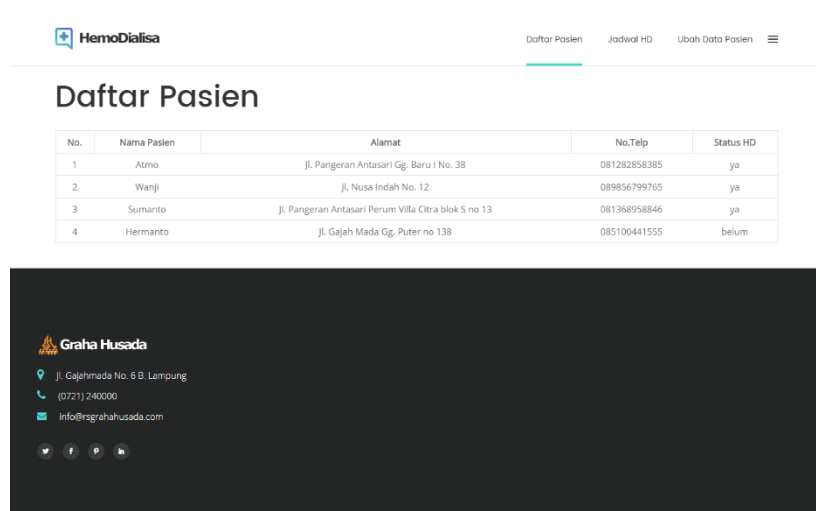 HemoDialisa
Daftar Pasien Jadwal HD Ubah Data Pasien
Daftar Pasien
No. Nama Pasien Alamat No.Telp Status HD
1 Atmo Jl. Pangeran Antasari Gg. Baru I No. 38 081282858385 ya
2 Wanji Jl. Nusa Indah No. 12 089856799765 ya
3 Sumanto Jl. Pangeran Antasari Perum Villa Citra blok S no 13 081368958846 ya
4 Hermanto Jl. Gajah Mada Gg. Puter no 138 085100441555 belum
Graha Husada
Jl. Gajahmada No. 6 B. Lampung
(0721) 240000
info@rsgrahahusada.com